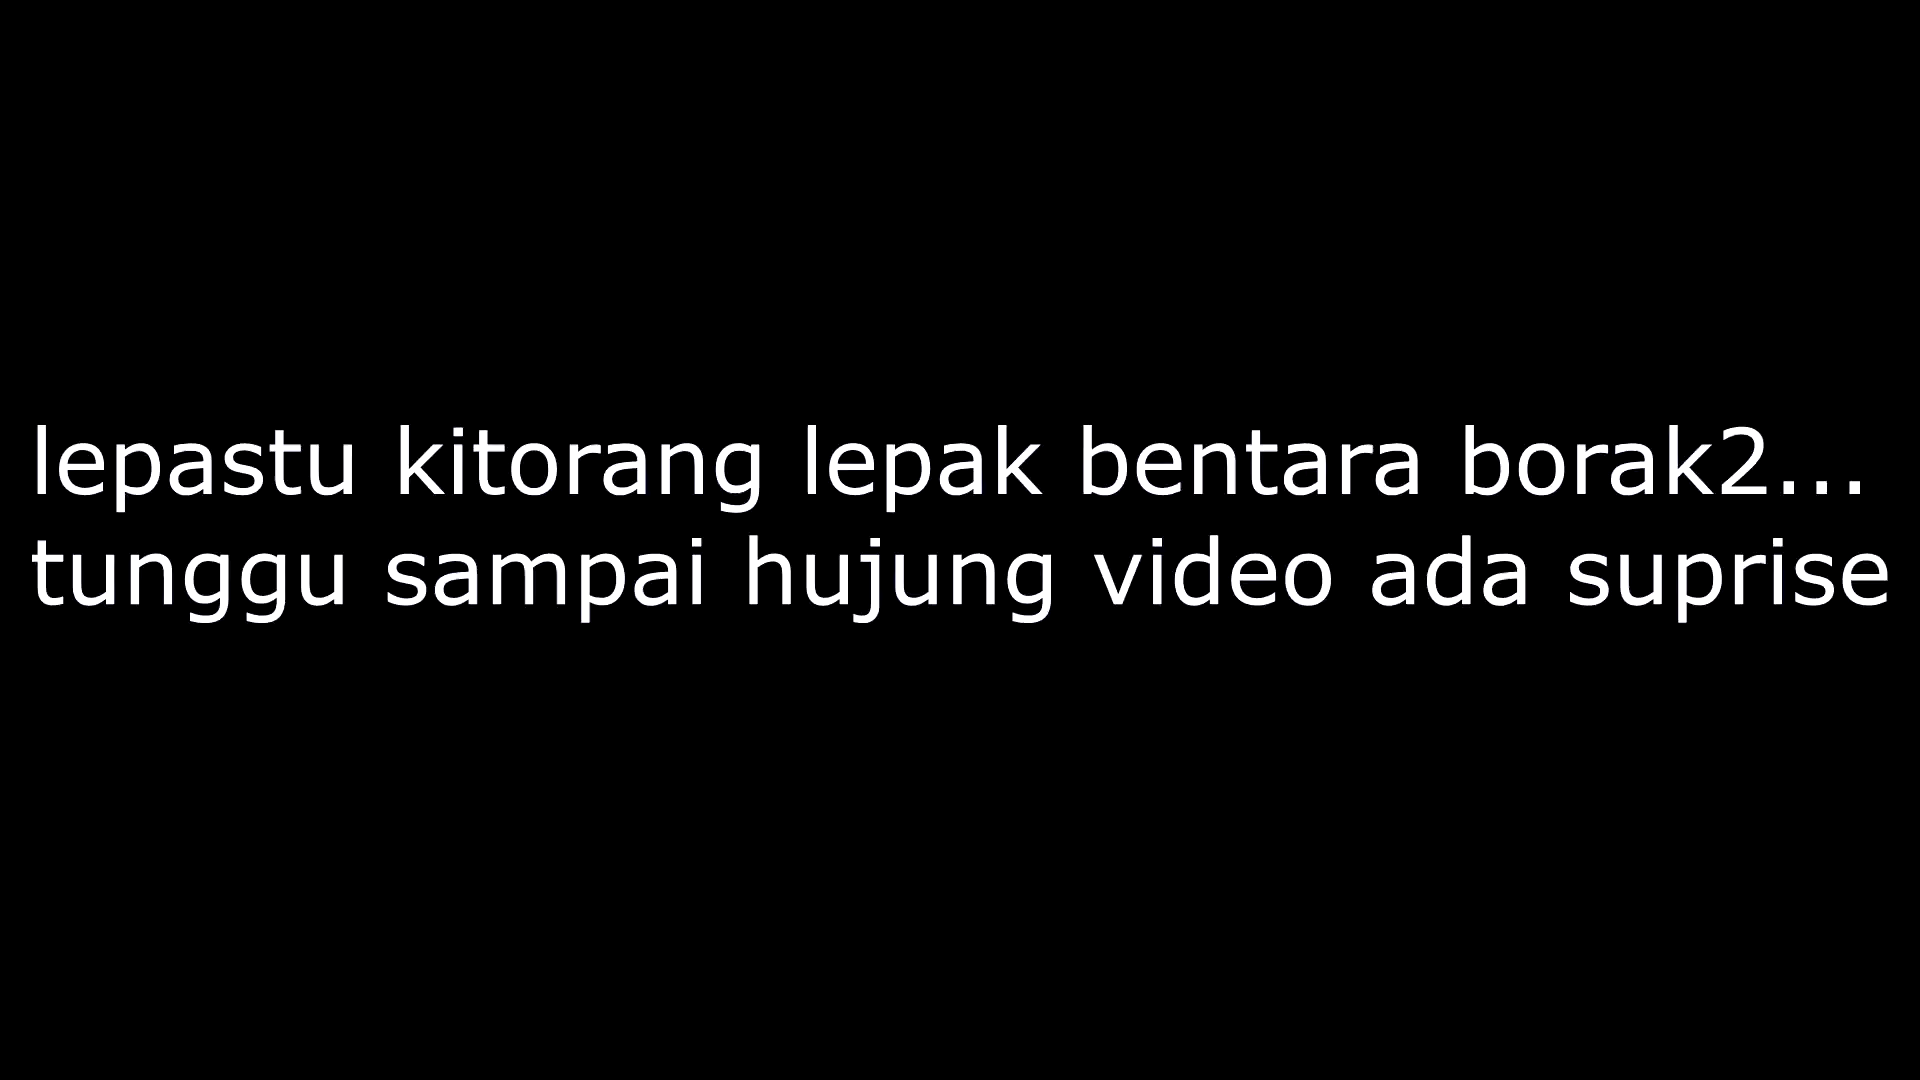 lepastu kitorang lepak bentara borak2...
tunggu sampai hujung video ada suprise